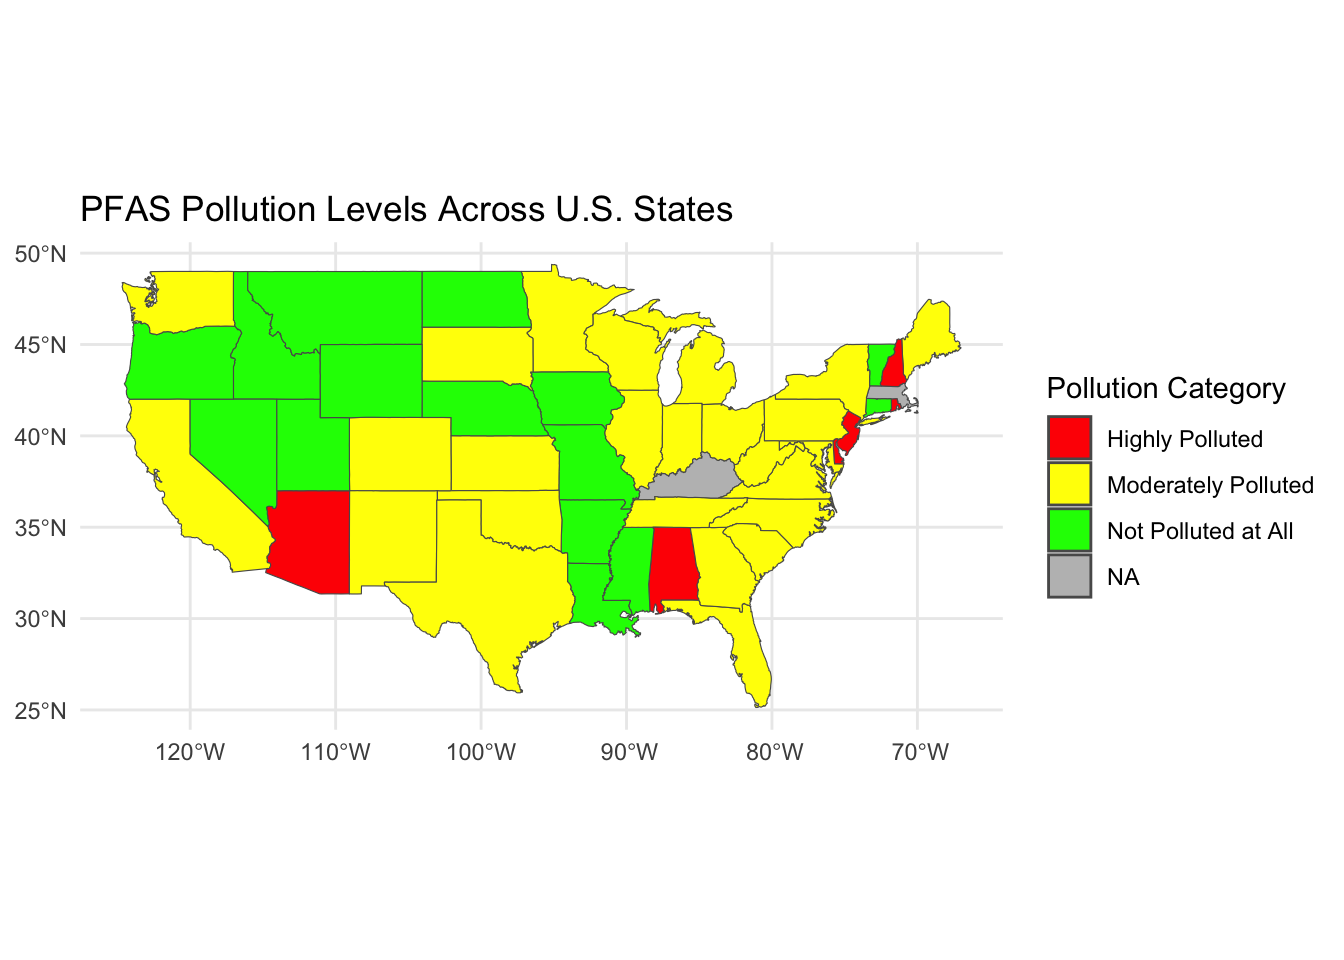 PFAS Pollution Levels Across U.S. States
50°N
45°N
40°N
35°N
30°N
25°N
120°W 110°W 100°W 90°W 80°W 70°W
Pollution Category
Highly Polluted
Moderately Polluted
Not Polluted at All
NA